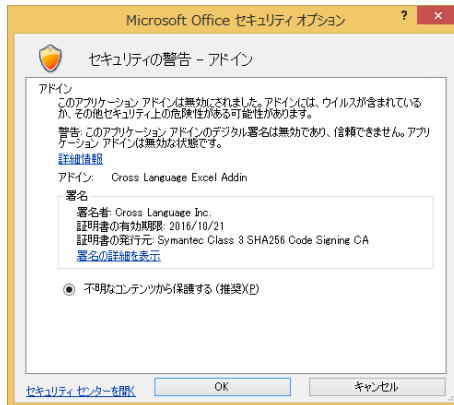 Microsoft Office セキュリティ オプション
? ×
セキュリティの警告 - アドイン
アドイン
このアプリケーション アドインは無効にされました。アドインには、ウイルスが含まれている
か、その他セキュリティ上の危険性がある可能性があります。
警告: このアプリケーション アドインのデジタル署名は無効であり、信頼できません。アプリ
ケーション アドインは無効な状態です。
詳細情報
アドイン: Cross Language Excel Addin
署名
署名者: Cross Language Inc.
証明書の有効期限: 2016/10/21
証明書の発行元: Symantec Class 3 SHA256 Code Signing CA
署名の詳細を表示
不明なコンテンツから保護する (推奨)(P)
セキュリティ センターを開く
OK
キャンセル